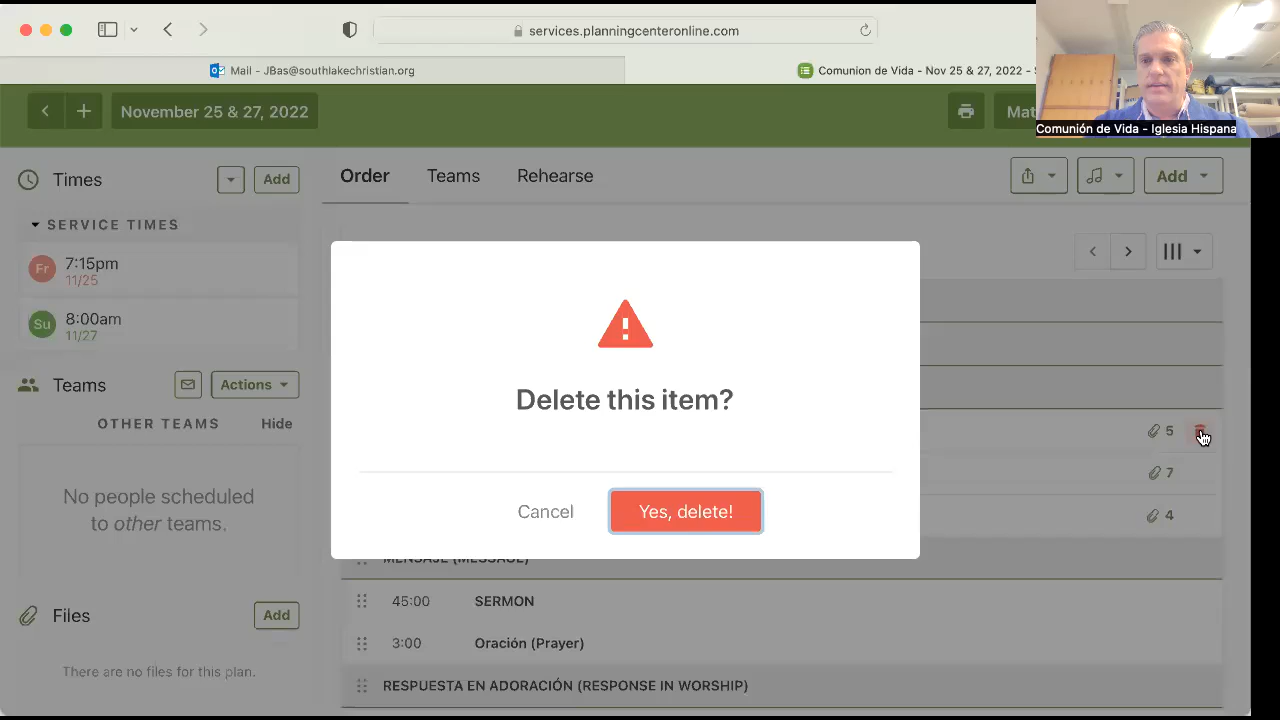 services.planningcenteronline.com
Mail - JBas@southlakechristian.org
Comunion de Vida - Nov 25 & 27, 2022 - S
Comunión de Vida - Iglesia Hispana
November 25 & 27, 2022
Mat
Times
Add
Order
Teams
Rehearse
Add
SERVICE TIMES
Fr
7:15pm
11/25
Su
8:00am
11/27
Teams
Actions
OTHER TEAMS
Hide
No people scheduled
to other teams.
Files
Add
There are no files for this plan.
Delete this item?
Cancel
Yes, delete!
5
7
4
MENSAJE (MESSAGE)
45:00
SERMON
3:00
Oración (Prayer)
RESPUESTA EN ADORACIÓN (RESPONSE IN WORSHIP)